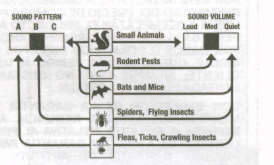 SOUND PATTERN
A B C
SOUND VOLUME
Loud Med Quiet
Small Animals
Rodent Pests
Bats and Mice
Spiders, Flying Insects
Fleas, Ticks, Crawling Insects